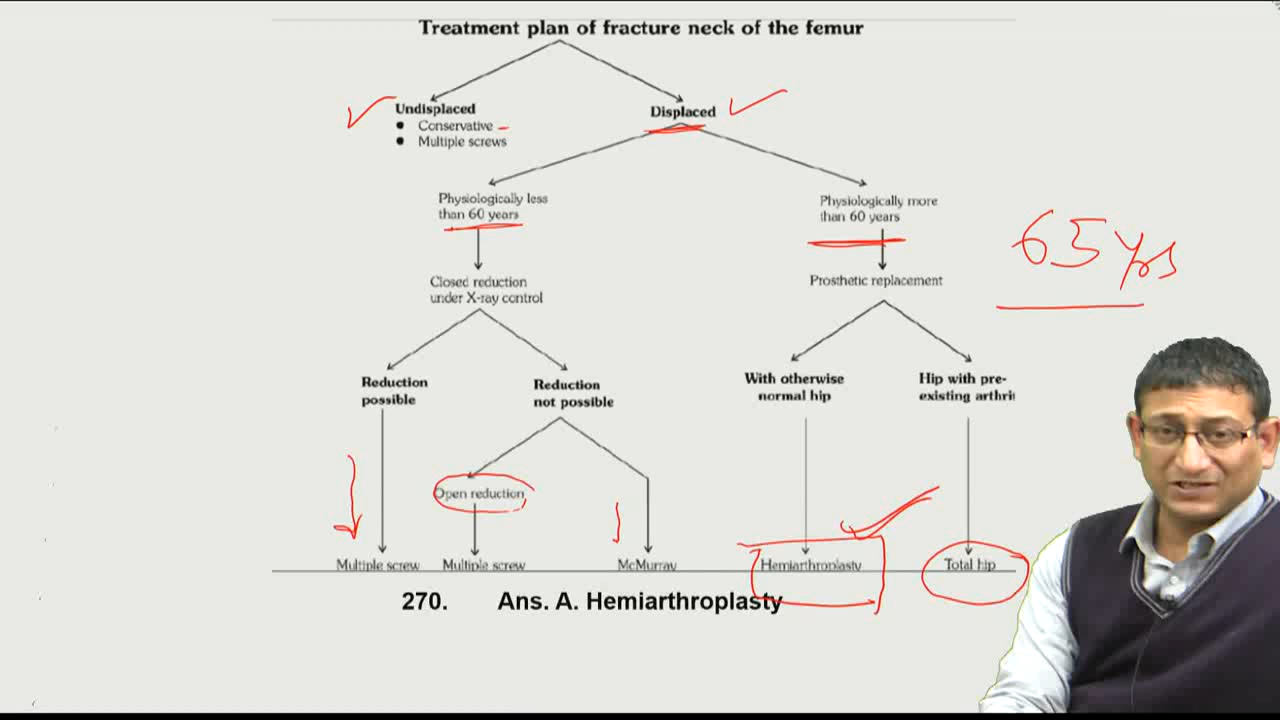 Treatment plan of fracture neck of the femur
Undisplaced
● Conservative
● Multiple screws
Displaced
Physiologically less
than 60 years
Physiologically more
than 60 years
65 yrs
Closed reduction
under X-ray control
Prosthetic replacement
Reduction
possible
Reduction
not possible
With otherwise
normal hip
Hip with pre-
existing arthri
Open reduction
Multiple screw
Multiple screw
McMurray
Hemiarthroplasty
Total hip
270. Ans. A. Hemiarthroplasty